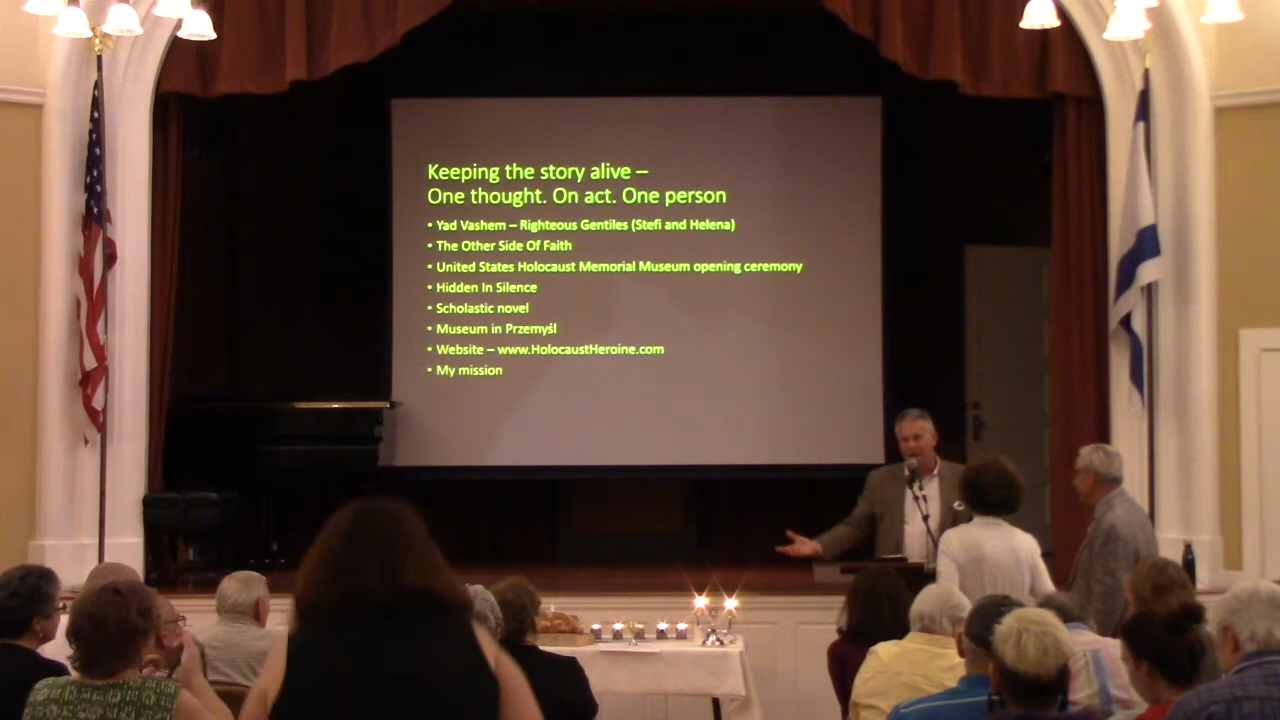 Keeping the story alive –
One thought. On act. One person
• Yad Vashem – Righteous Gentiles (Stefi and Helena)
• The Other Side Of Faith
• United States Holocaust Memorial Museum opening ceremony
• Hidden In Silence
• Scholastic novel
• Museum in Przemyśl
• Website – www.HolocaustHeroine.com
• My mission